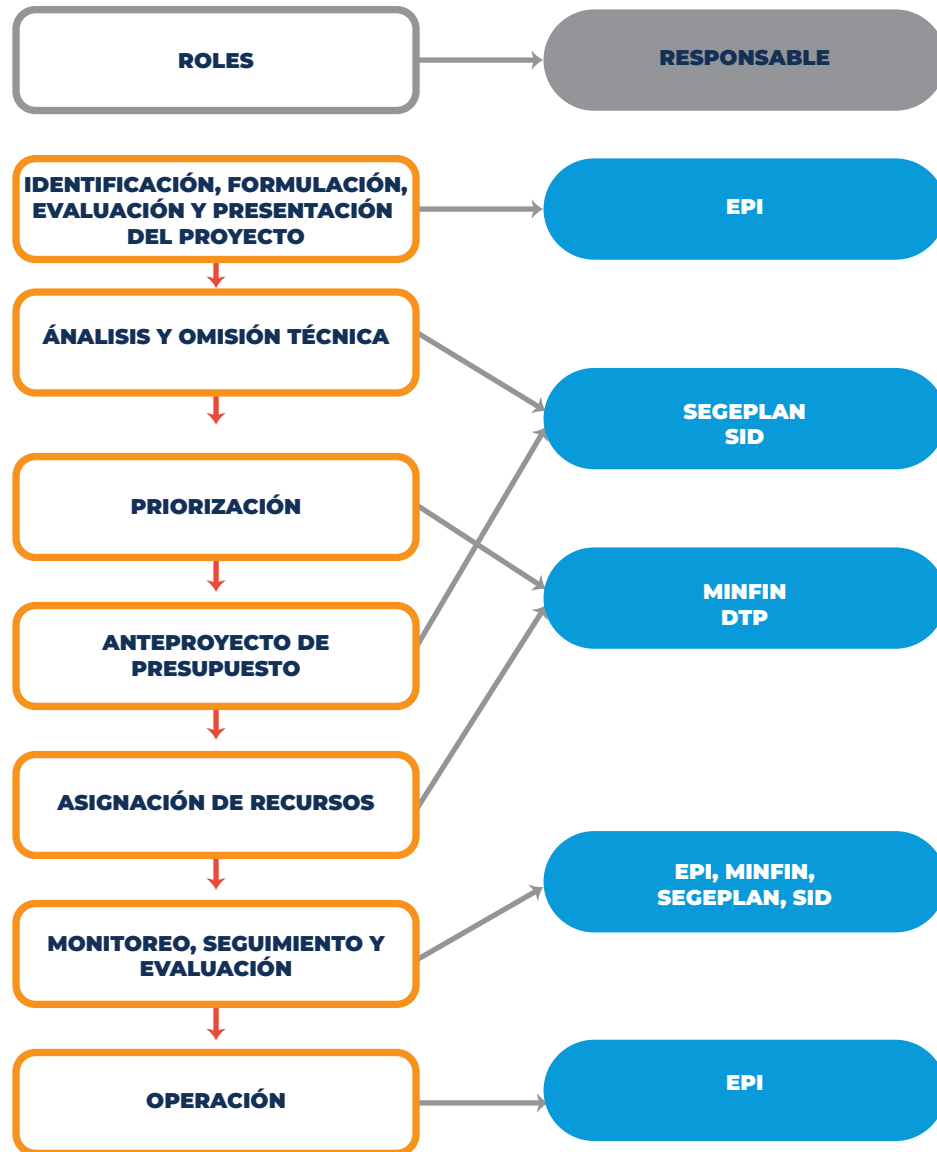 ROLES
RESPONSABLE
IDENTIFICACIÓN, FORMULACIÓN,
EVALUACIÓN Y PRESENTACIÓN
DEL PROYECTO
EPI
ÁNALISIS Y OMISIÓN TÉCNICA
SEGEPLAN
SID
PRIORIZACIÓN
MINFIN
DTP
ANTEPROYECTO DE
PRESUPUESTO
ASIGNACIÓN DE RECURSOS
EPI, MINFIN,
SEGEPLAN, SID
MONITOREO, SEGUIMIENTO Y
EVALUACIÓN
OPERACIÓN
EPI